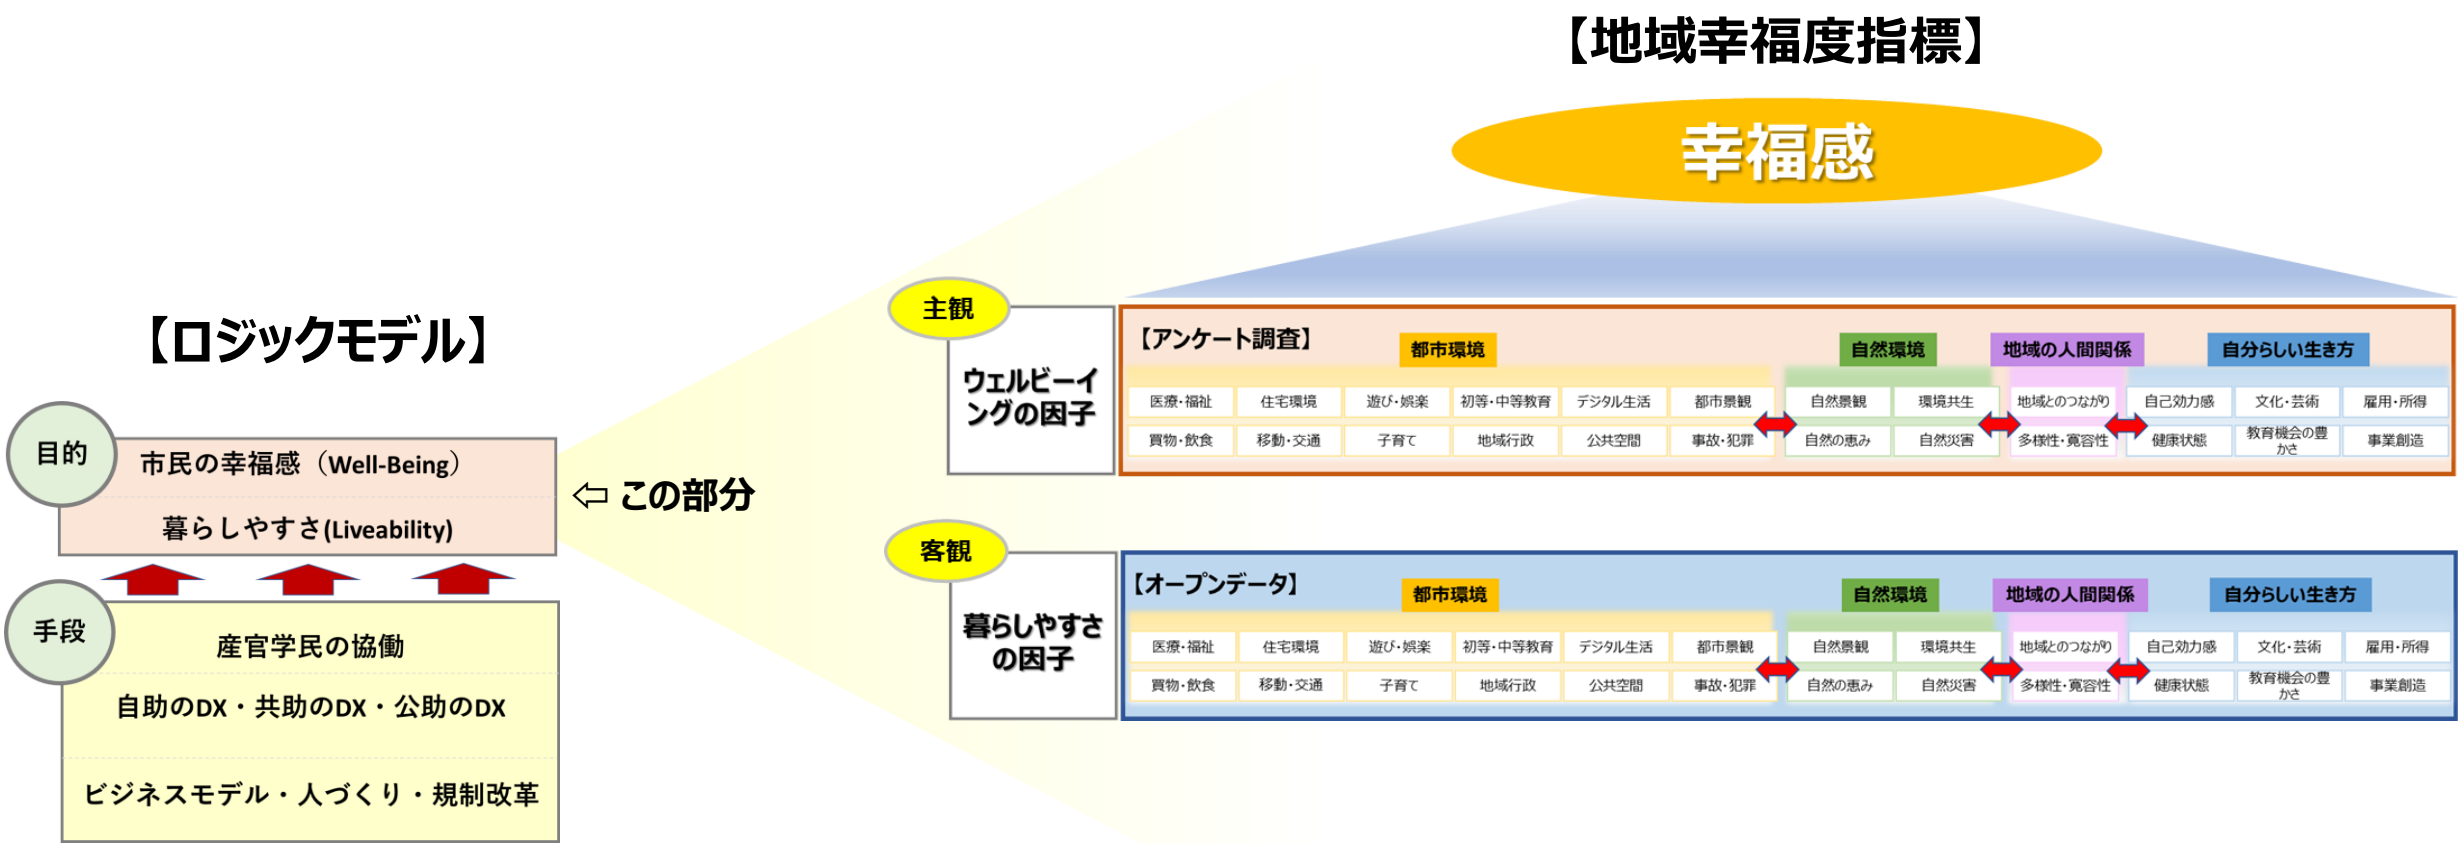 【地域幸福度指標】
幸福感
【ロジックモデル】
目的
市民の幸福感（Well-Being）
暮らしやすさ(Liveability)
手段
産官学民の協働
自助のDX・共助のDX・公助のDX
ビジネスモデル・人づくり・規制改革
⇦ この部分
主観
ウェルビーイ
ングの因子
【アンケート調査】
都市環境
自然環境
地域の人間関係
自分らしい生き方
医療・福祉 住宅環境 遊び・娯楽 初等・中等教育 デジタル生活 都市景観 自然景観 環境共生 地域とのつながり 自己効力感 文化・芸術 雇用・所得
買物・飲食 移動・交通 子育て 地域行政 公共空間 事故・犯罪 自然の恵み 自然災害 多様性・寛容性 健康状態 教育機会の豊 事業創造
かさ
客観
暮らしやすさ
の因子
【オープンデータ】
都市環境
自然環境
地域の人間関係
自分らしい生き方
医療・福祉 住宅環境 遊び・娯楽 初等・中等教育 デジタル生活 都市景観 自然景観 環境共生 地域とのつながり 自己効力感 文化・芸術 雇用・所得
買物・飲食 移動・交通 子育て 地域行政 公共空間 事故・犯罪 自然の恵み 自然災害 多様性・寛容性 健康状態 教育機会の豊 事業創造
かさ